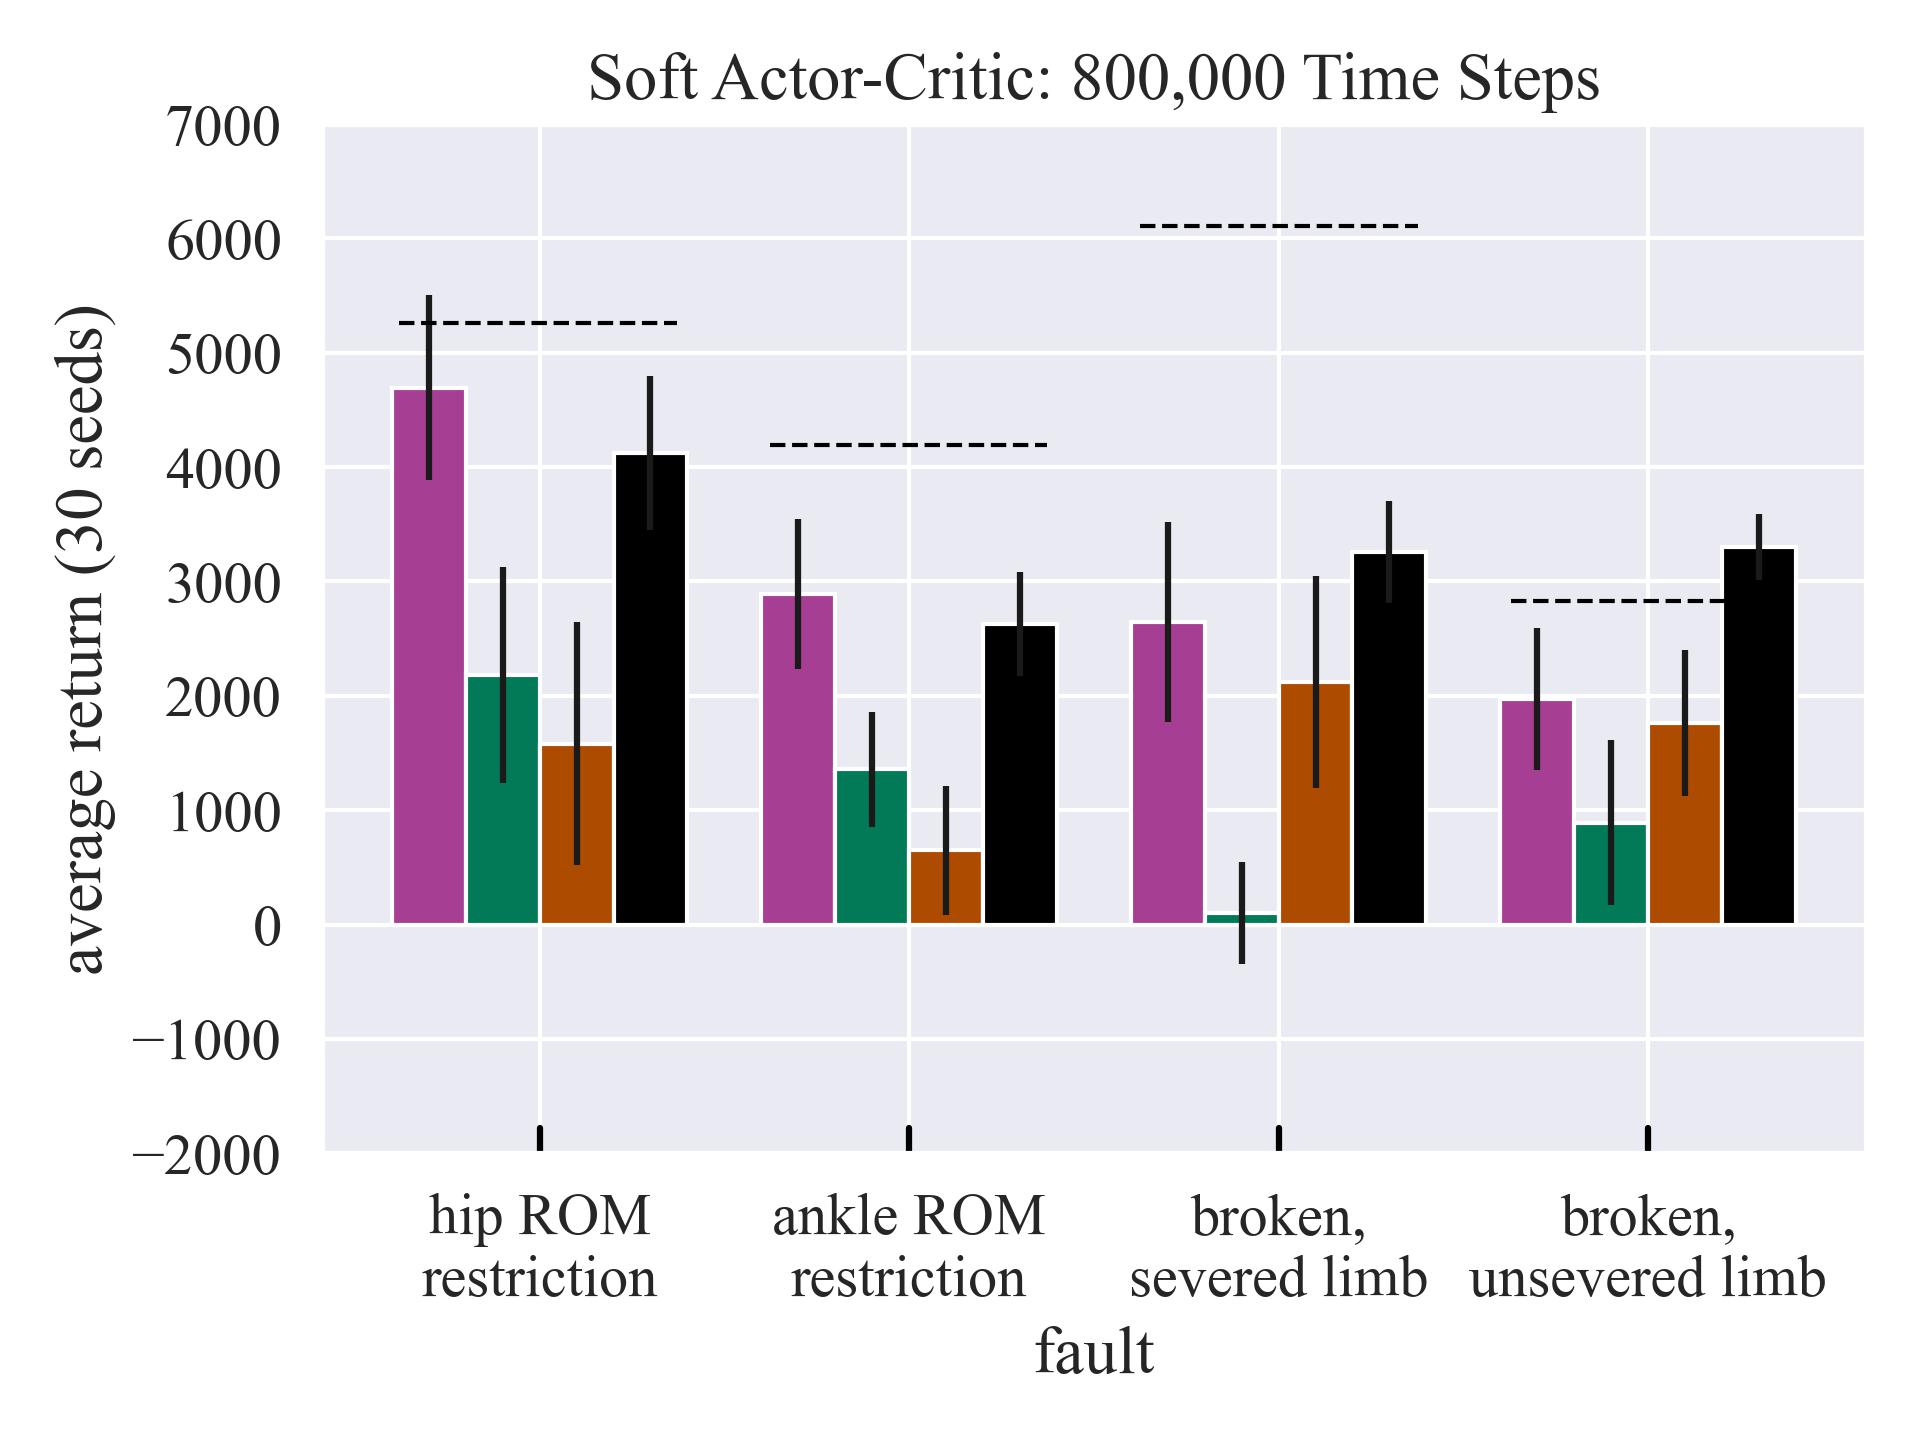 Soft Actor-Critic: 800,000 Time Steps
7000
6000
5000
4000
3000
2000
1000
0
−1000
−2000
average return (30 seeds)
hip ROM
restriction
ankle ROM
restriction
broken,
severed limb
broken,
unsevered limb
fault